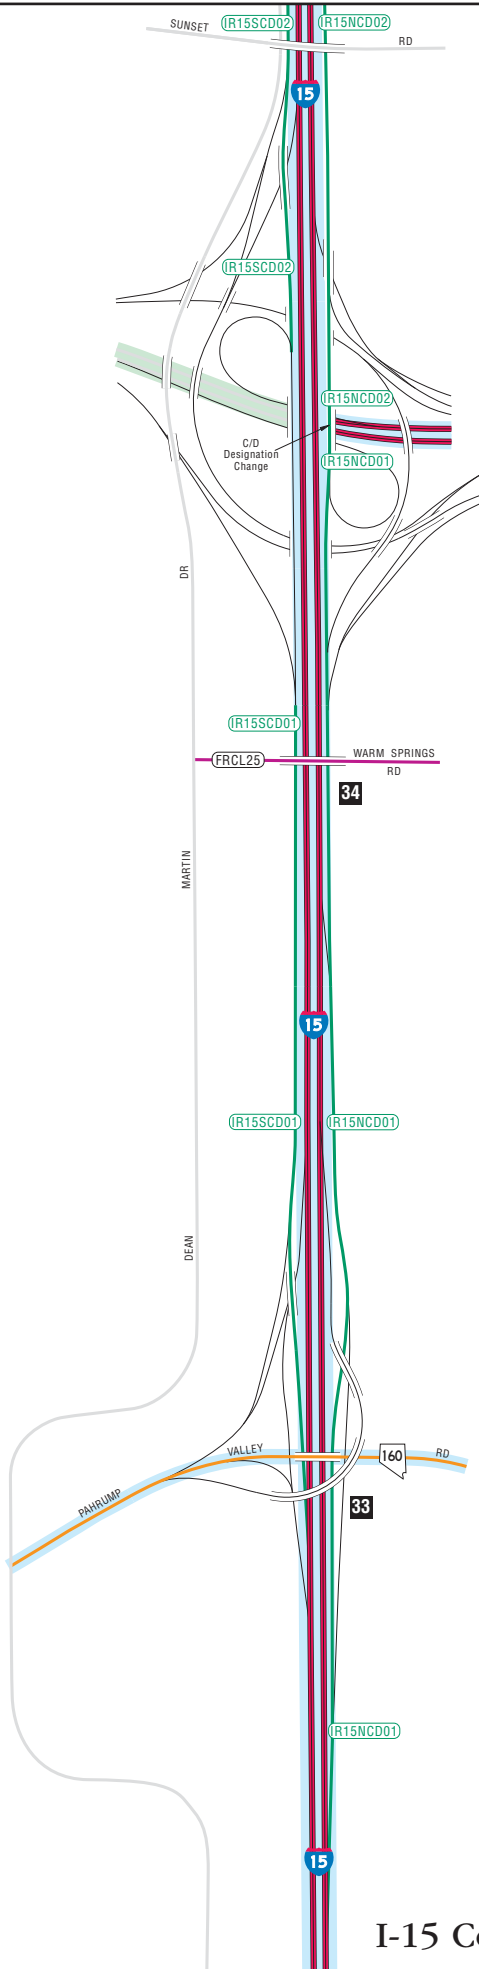 SUNSET
IR15SCD02
IR15NCD02
RD
15
IR15SCD02
IR15NCD02
C/D
Designation
Change
IR15NCD01
DR
IR15SCD01
FRCL25
WARM SPRINGS
RD
34
MARTIN
15
IR15SCD01
IR15NCD01
DEAN
VALLEY
160
RD
PAHRUMP
33
IR15NCD01
15